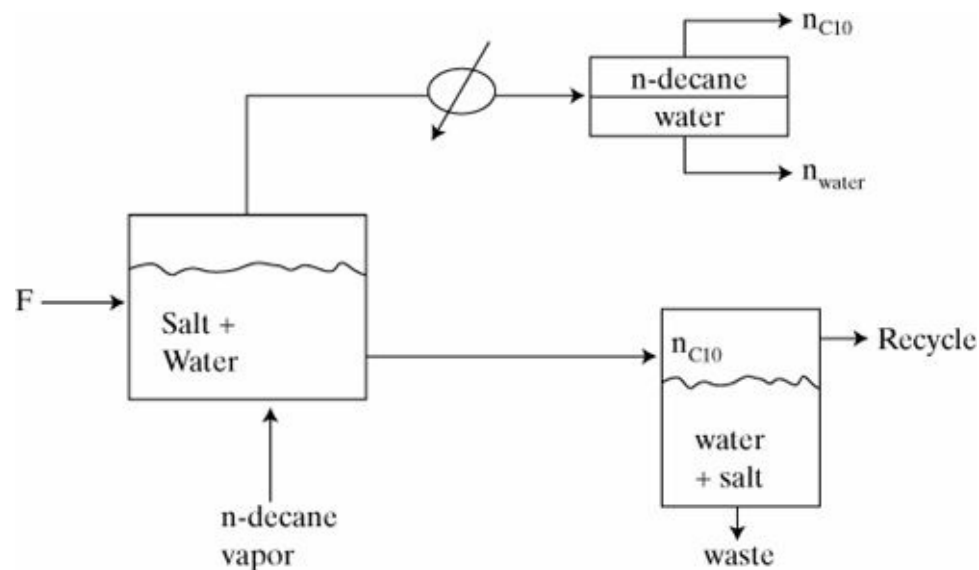 n_C10
n-decane
water
n_water
F
Salt +
Water
n_C10
Recycle
water
+ salt
n-decane
vapor
waste